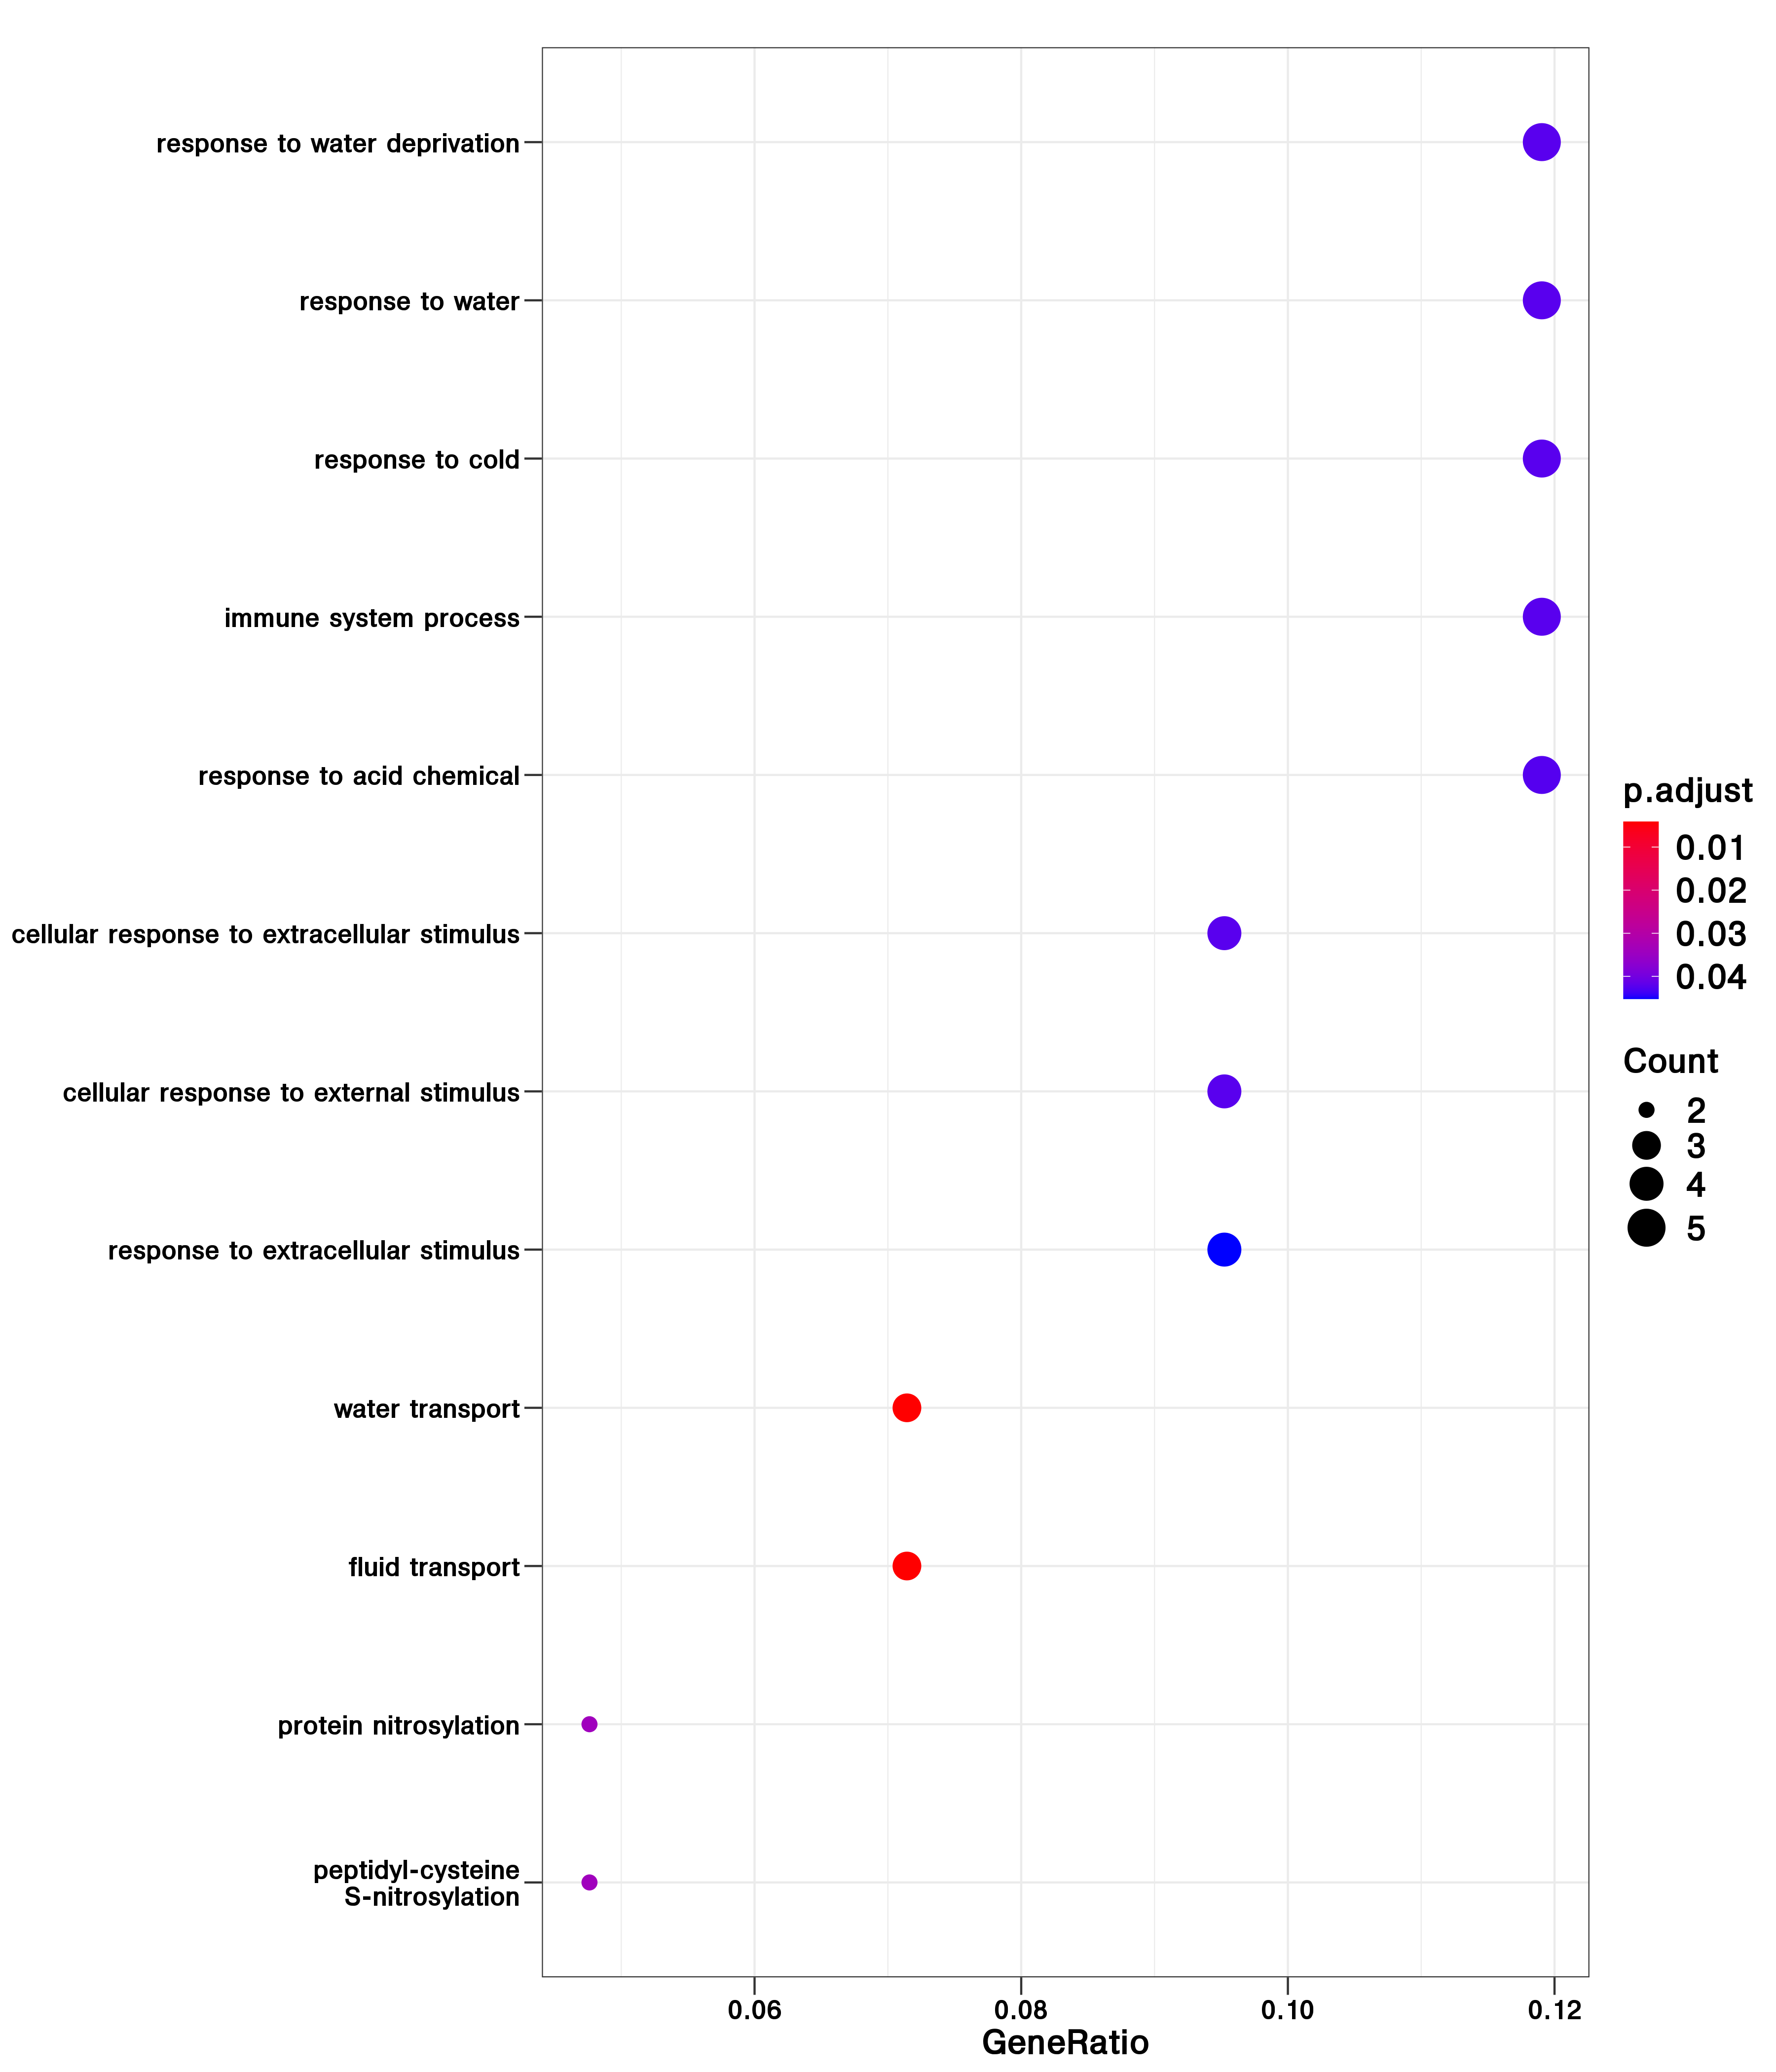 response to water deprivation
response to water
response to cold
immune system process
response to acid chemical
cellular response to extracellular stimulus
cellular response to external stimulus
response to extracellular stimulus
water transport
fluid transport
protein nitrosylation
peptidyl-cysteine
S-nitrosylation
0.06 0.08 0.10 0.12
GeneRatio
p.adjust
0.01
0.02
0.03
0.04
Count
2
3
4
5